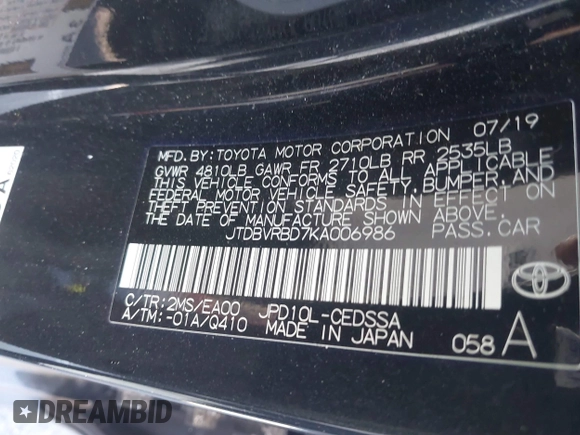 MFD. BY: TOYOTA MOTOR CORPORATION 07/19
GVWR 4810LB GAWR FR 2710LB RR 2535LB
THIS VEHICLE CONFORMS TO ALL APPLICABLE
FEDERAL MOTOR VEHICLE SAFETY, BUMPER, AND
THEFT PREVENTION STANDARDS IN EFFECT ON
THE DATE OF MANUFACTURE SHOWN ABOVE.
JTDBVRBD7KA006986 PASS. CAR
C/TR: 2MS/EA00 JPD10L-CEDSSA
A/TM: -01A/Q410 MADE IN JAPAN 058 A
DREAMBID